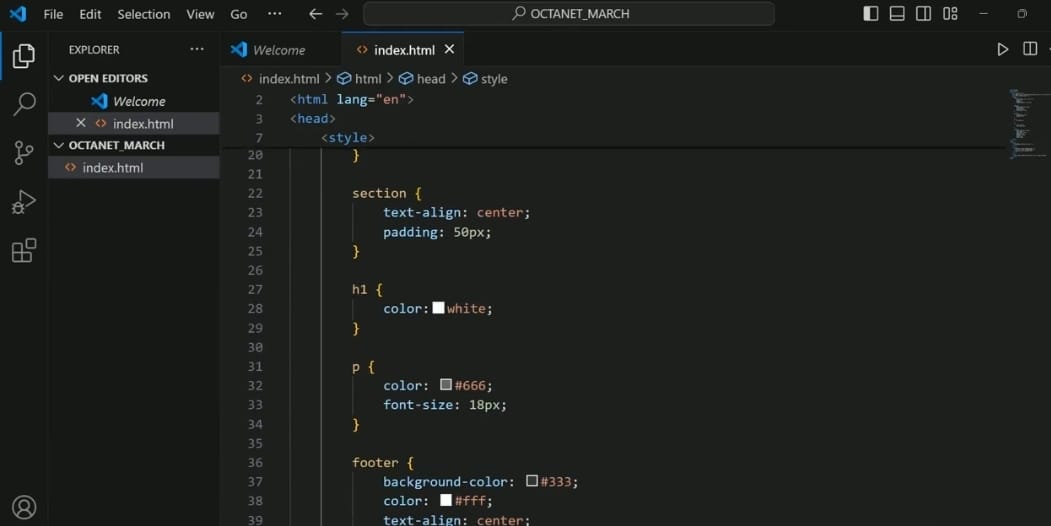 File Edit Selection View Go ··· OCTANET_MARCH
EXPLORER ···
Welcome
index.html
OPEN EDITORS
index.html > html > head > style
Welcome
index.html
OCTANET_MARCH
index.html
2 <html lang="en">
3 <head>
7 <style>
20 }
21
22 section {
23 text-align: center;
24 padding: 50px;
25 }
26
27 h1 {
28 color: white;
29 }
30
31 p {
32 color: #666;
33 font-size: 18px;
34 }
35
36 footer {
37 background-color: #333;
38 color: #fff;
39 text-align: center;